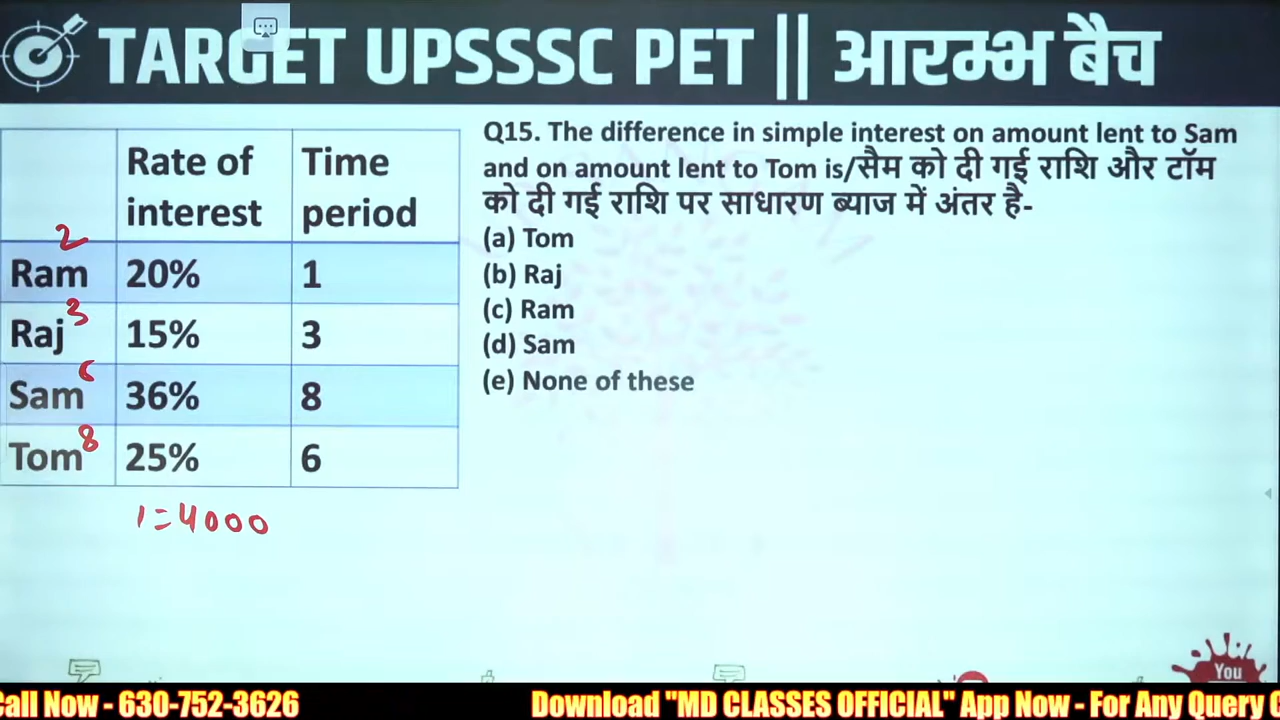 TARGET UPSSSC PET || आरम्भ बैच
Rate of interest Time period
Ram 2 20% 1
Raj 3 15% 3
Sam 6 36% 8
Tom 8 25% 6
1=4000
Q15. The difference in simple interest on amount lent to Sam
and on amount lent to Tom is/सैम को दी गई राशि और टॉम
को दी गई राशि पर साधारण ब्याज में अंतर है-
(a) Tom
(b) Raj
(c) Ram
(d) Sam
(e) None of these
You
Call Now - 630-752-3626 Download "MD CLASSES OFFICIAL" App Now - For Any Query C